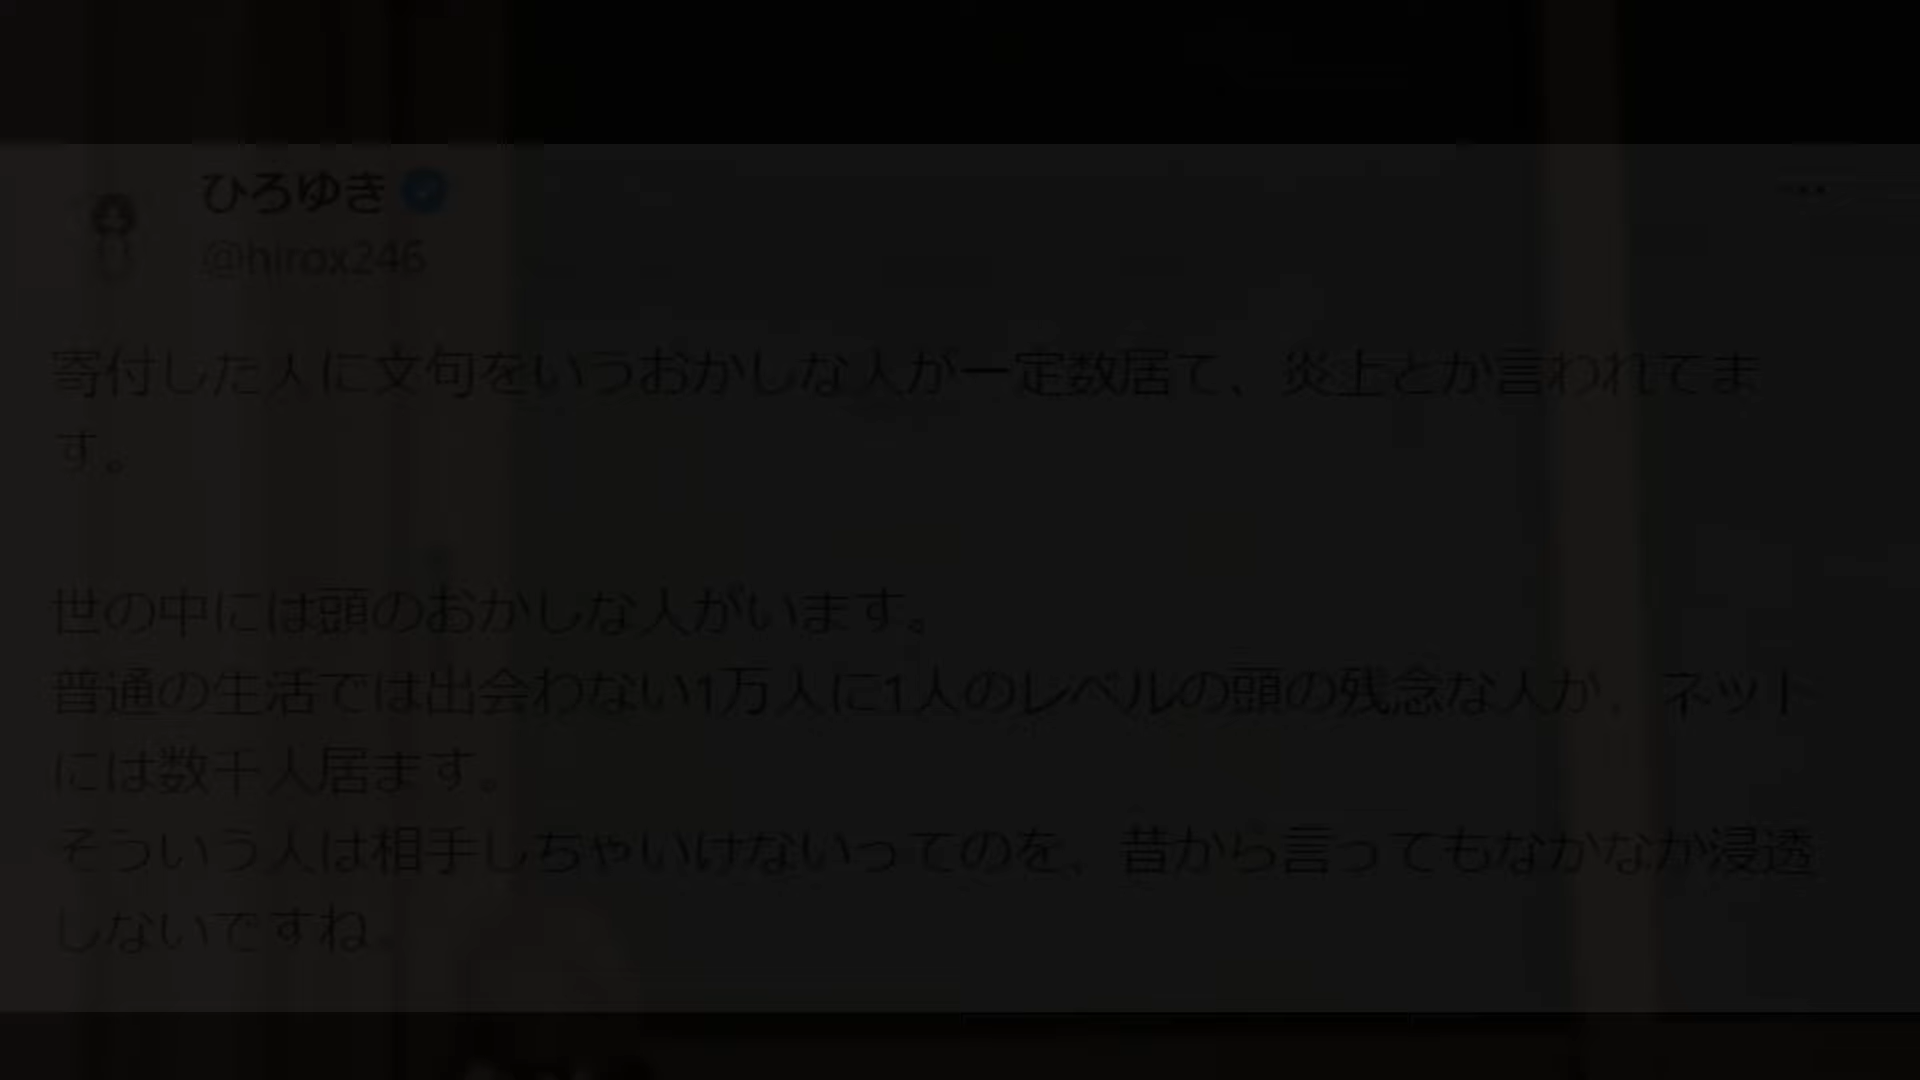 ひろゆき
@hirox246
寄付した人に文句をいうおかしな人が一定数居て、炎上とか言われてま
す。
世の中には頭のおかしな人がいます。
普通の生活では出会わない1万人に1人のレベルの頭の残念な人が、ネット
には数千人居ます。
そういう人は相手しちゃいけないってのを、昔から言ってもなかなか浸透
しないですね。